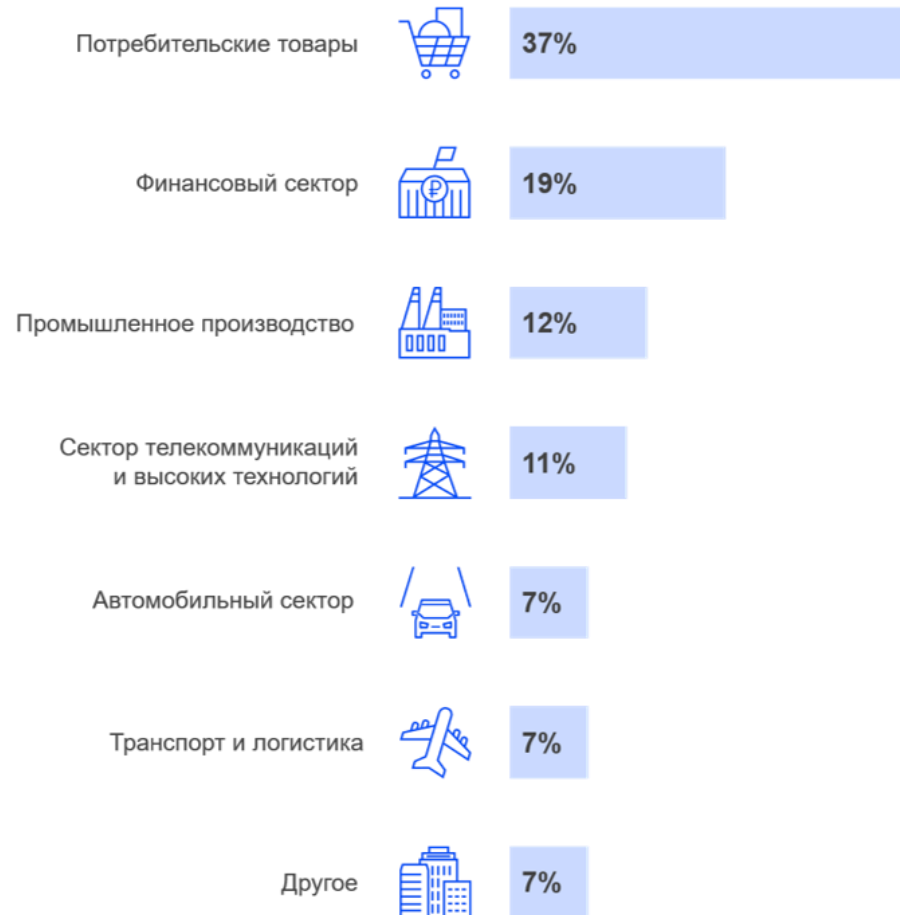 Потребительские товары
37%
Финансовый сектор
₽
19%
Промышленное производство
12%
Сектор телекоммуникаций
и высоких технологий
11%
Автомобильный сектор
7%
Транспорт и логистика
7%
Другое
7%